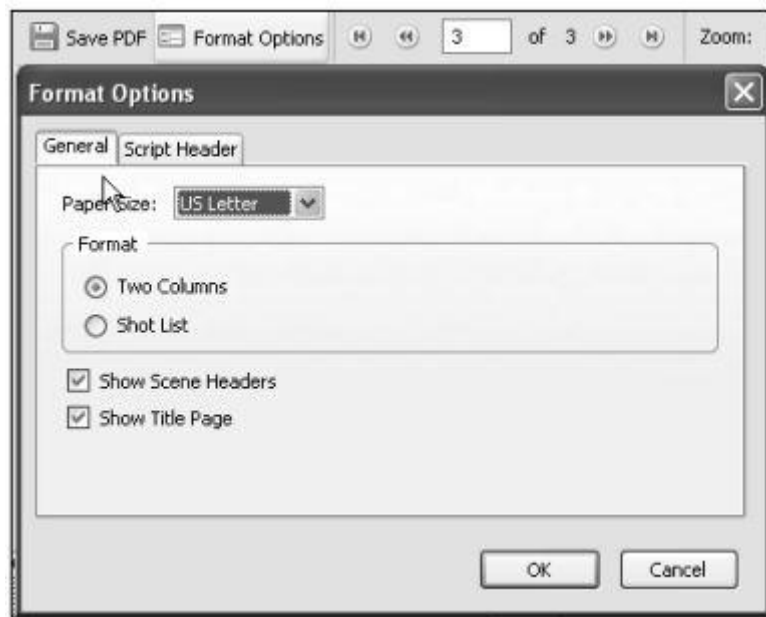 Save PDF Format Options 3 of 3 Zoom:
Format Options
General Script Header
Paper Size: US Letter
Format
Two Columns
Shot List
Show Scene Headers
Show Title Page
OK Cancel